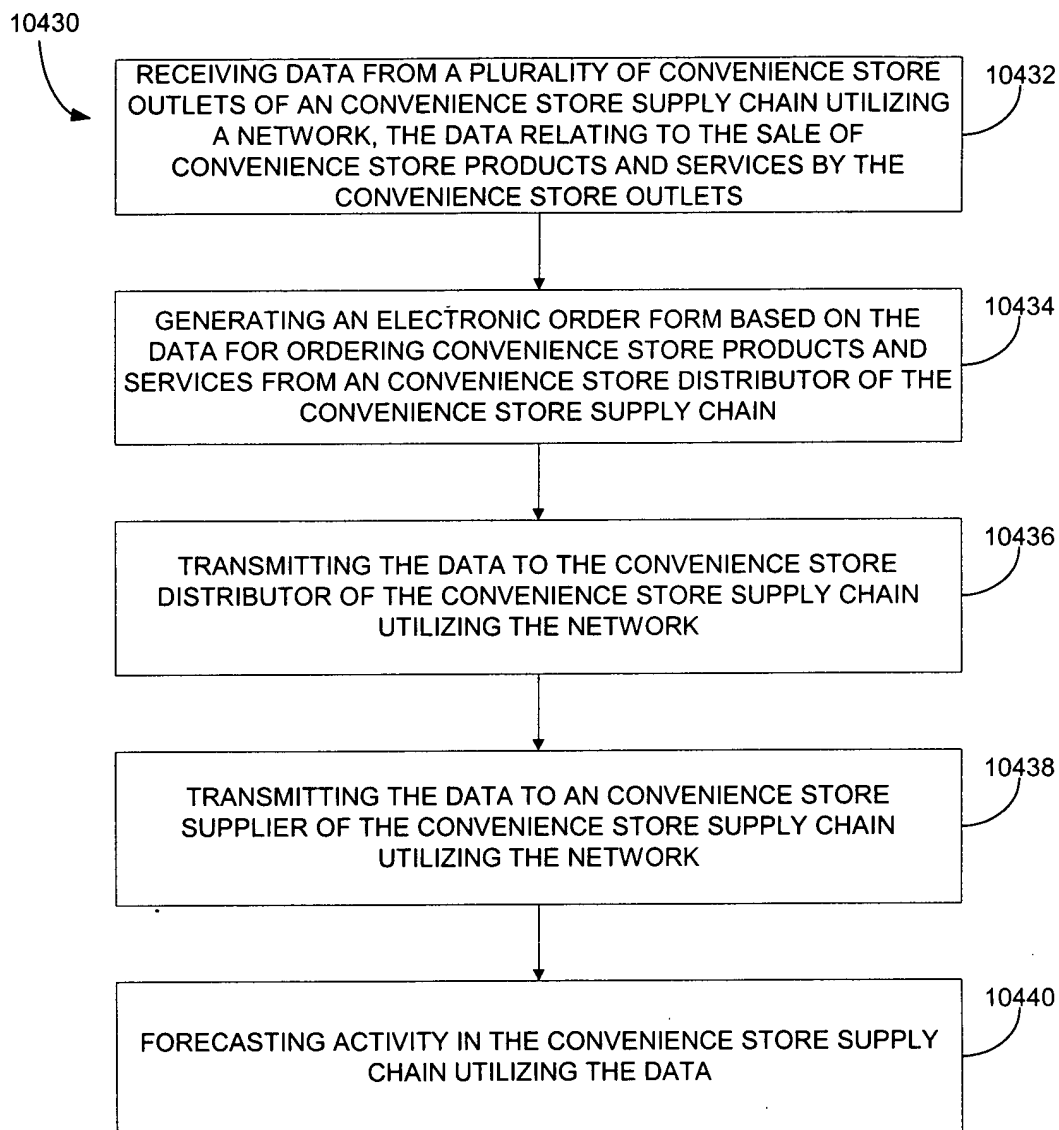 10430
RECEIVING DATA FROM A PLURALITY OF CONVENIENCE STORE
OUTLETS OF AN CONVENIENCE STORE SUPPLY CHAIN UTILIZING
A NETWORK, THE DATA RELATING TO THE SALE OF
CONVENIENCE STORE PRODUCTS AND SERVICES BY THE
CONVENIENCE STORE OUTLETS
10432
GENERATING AN ELECTRONIC ORDER FORM BASED ON THE
DATA FOR ORDERING CONVENIENCE STORE PRODUCTS AND
SERVICES FROM AN CONVENIENCE STORE DISTRIBUTOR OF THE
CONVENIENCE STORE SUPPLY CHAIN
10434
TRANSMITTING THE DATA TO THE CONVENIENCE STORE
DISTRIBUTOR OF THE CONVENIENCE STORE SUPPLY CHAIN
UTILIZING THE NETWORK
10436
TRANSMITTING THE DATA TO AN CONVENIENCE STORE
SUPPLIER OF THE CONVENIENCE STORE SUPPLY CHAIN
UTILIZING THE NETWORK
10438
FORECASTING ACTIVITY IN THE CONVENIENCE STORE SUPPLY
CHAIN UTILIZING THE DATA
10440